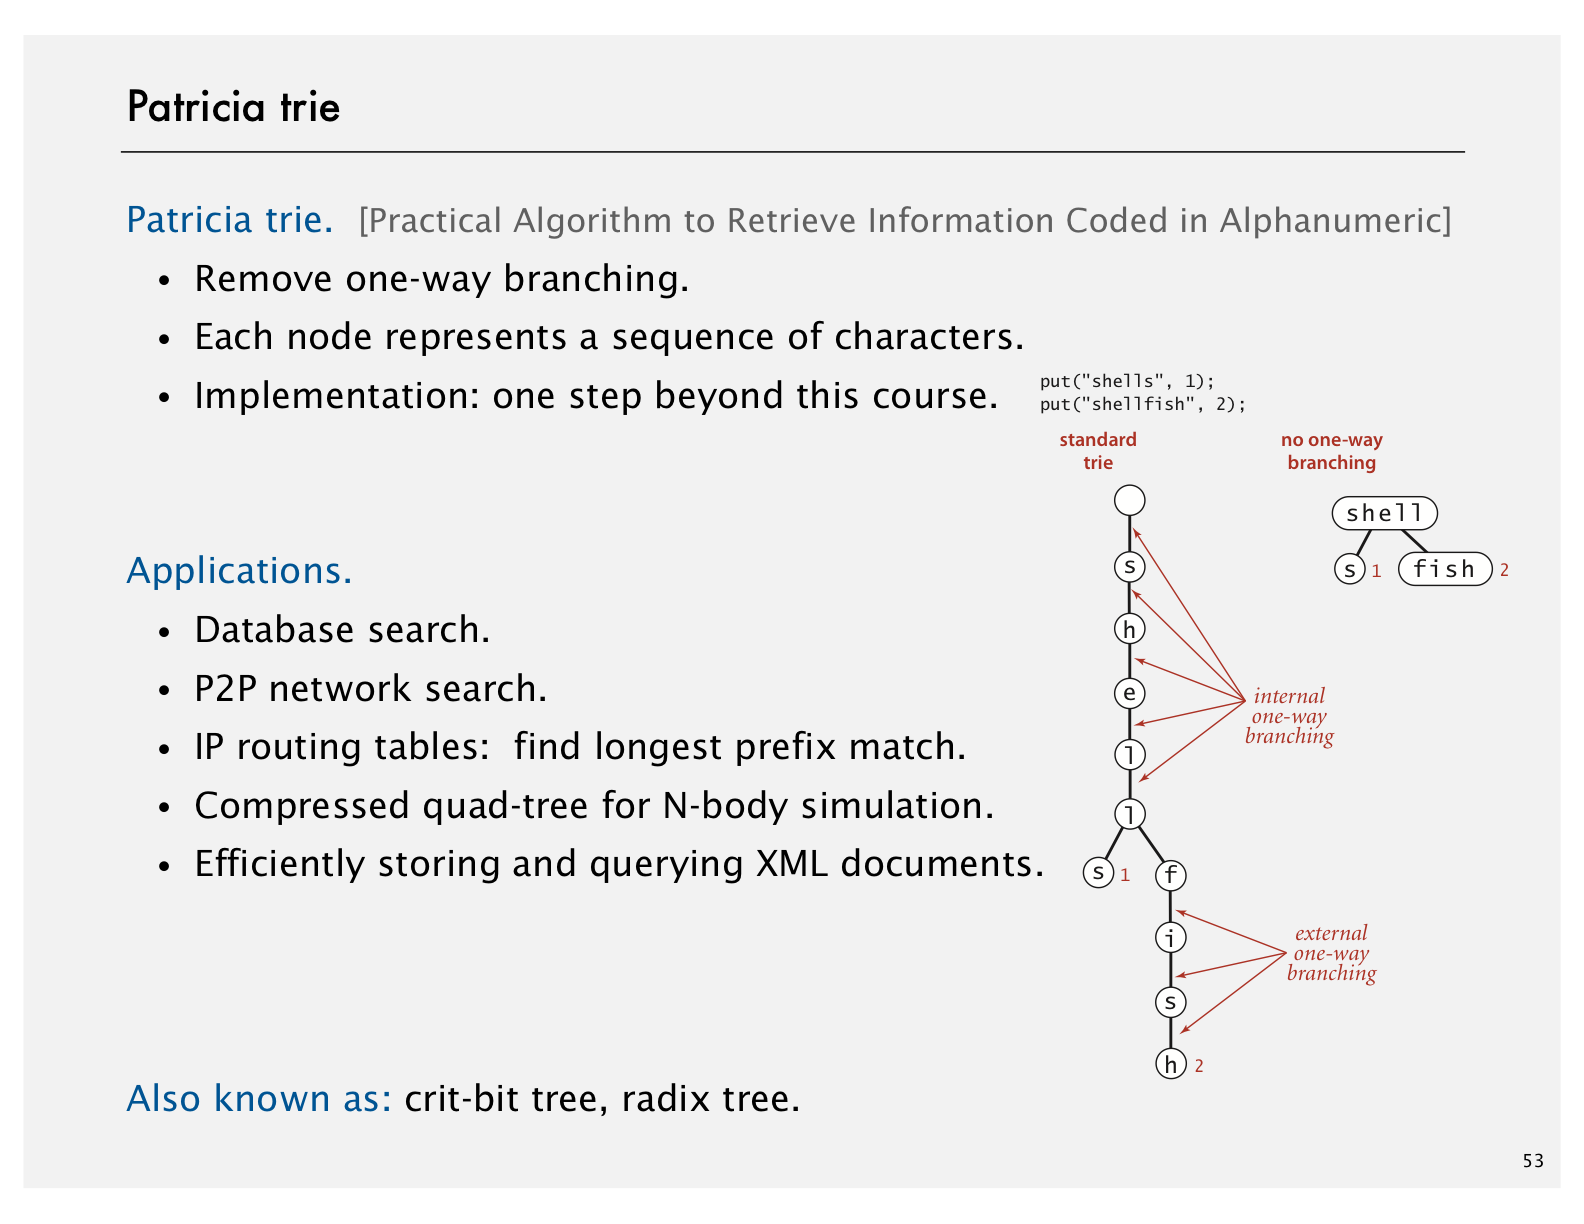 Patricia trie
Patricia trie. [Practical Algorithm to Retrieve Information Coded in Alphanumeric]
• Remove one-way branching.
• Each node represents a sequence of characters.
• Implementation: one step beyond this course.
put("shells", 1);
put("shellfish", 2);
standard
trie
no one-way
branching
shell
s 1
fish 2
s
h
e
l
l
s 1
f
i
s
h 2
internal
one-way
branching
external
one-way
branching
Applications.
• Database search.
• P2P network search.
• IP routing tables: find longest prefix match.
• Compressed quad-tree for N-body simulation.
• Efficiently storing and querying XML documents.
Also known as: crit-bit tree, radix tree.
53